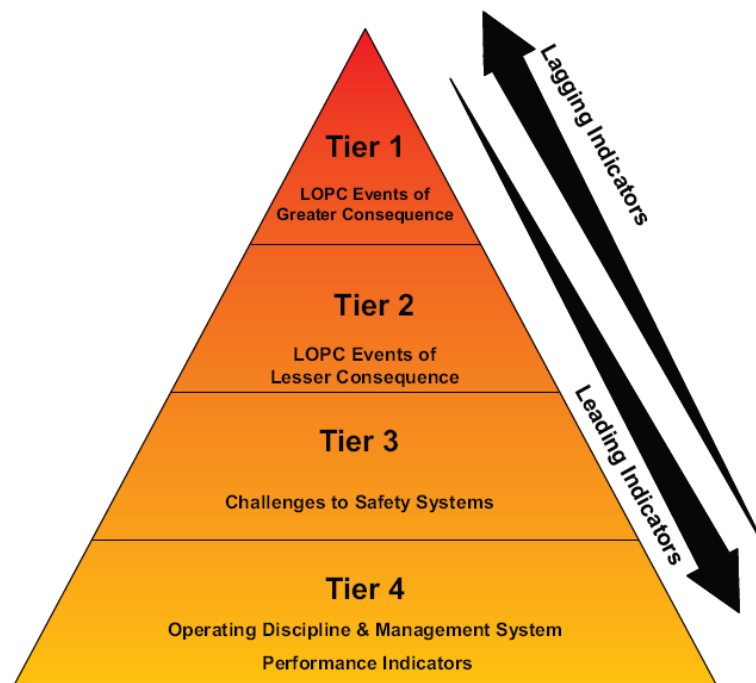 Tier 1
LOPC Events of
Greater Consequence
Tier 2
LOPC Events of
Lesser Consequence
Tier 3
Challenges to Safety Systems
Tier 4
Operating Discipline & Management System
Performance Indicators
Lagging Indicators
Leading Indicators